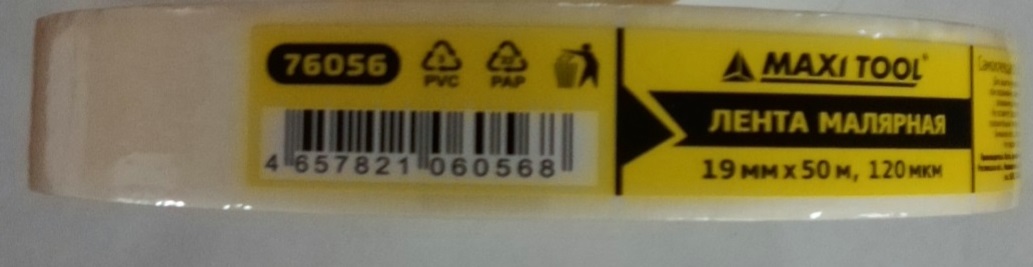 76056
PVC
PAP
4 657821 060568
MAXI TOOL
ЛЕНТА МАЛЯРНАЯ
19 мм х 50 м, 120 мкм